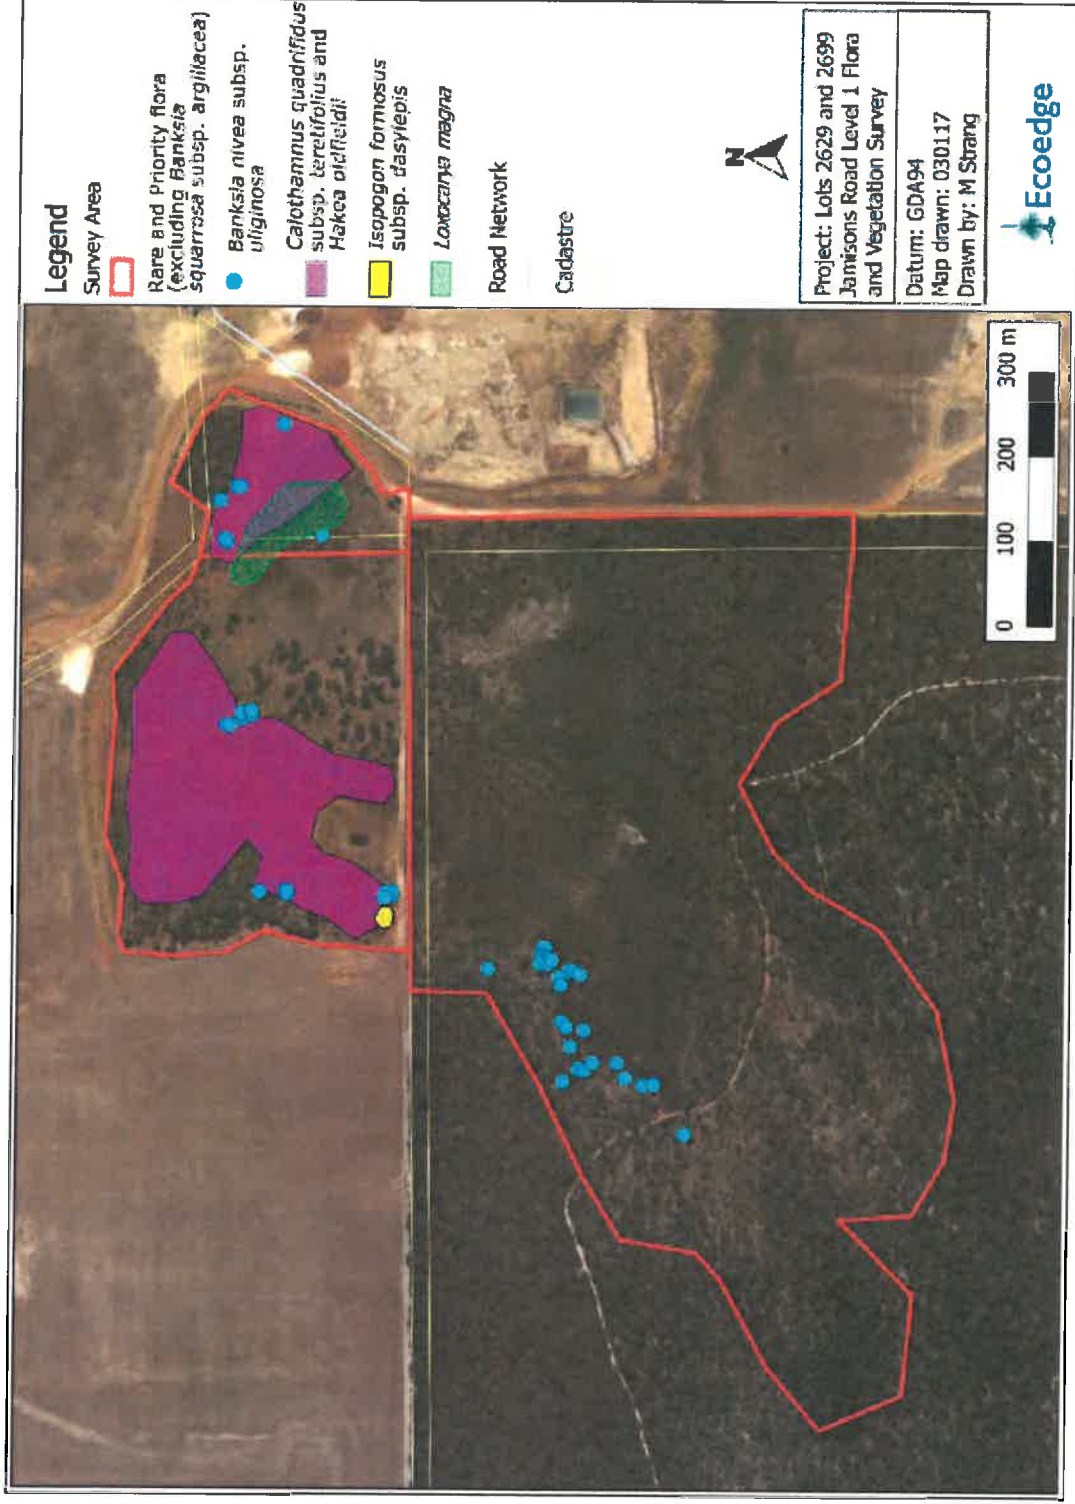 Legend
Survey Area
Rare and Priority flora
(excluding Banksia
squarrosa subsp. argillacea)
Banksia nivea subsp.
uliginosa
Calothamnus quadrifidus
subsp. teretifolius and
Hakea oldfieldii
Isopogon formosus
subsp. dasylepis
Loxocarya magna
Road Network
Cadastre
N
Project: Lots 2629 and 2699
Jamisons Road Level 1 Flora
and Vegetation Survey
Datum: GDA94
Map drawn: 030117
Drawn by: M Strang
Ecoedge
0 100 200 300 m